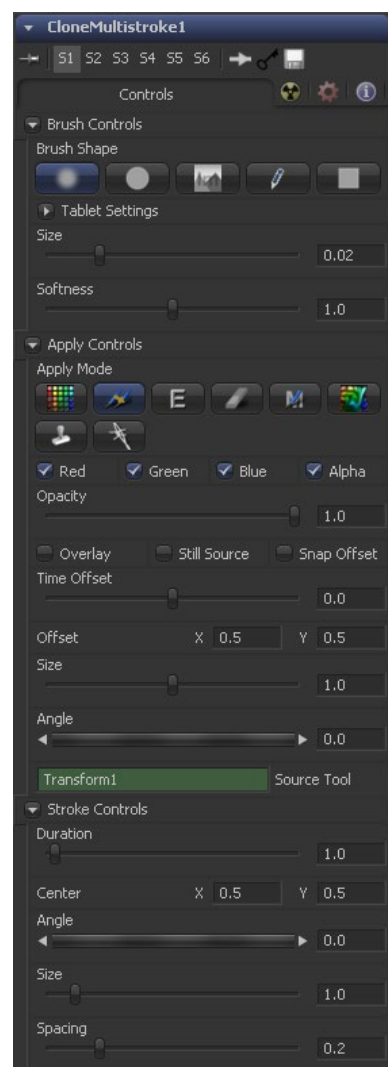 CloneMultistroke1
S1 S2 S3 S4 S5 S6
Controls
Brush Controls
Brush Shape
Tablet Settings
Size
0.02
Softness
1.0
Apply Controls
Apply Mode
E M
Red Green Blue Alpha
Opacity
1.0
Overlay Still Source Snap Offset
Time Offset
0.0
Offset X 0.5 Y 0.5
Size
1.0
Angle
0.0
Transform1 Source Tool
Stroke Controls
Duration
1.0
Center X 0.5 Y 0.5
Angle
0.0
Size
1.0
Spacing
0.2